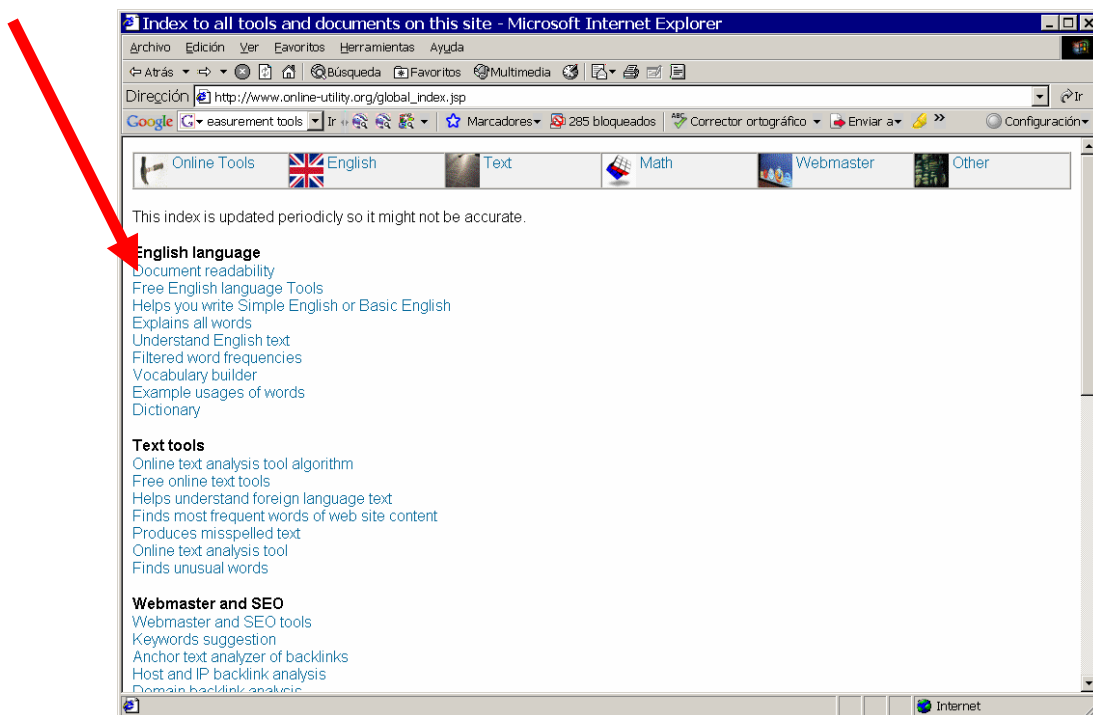 Index to all tools and documents on this site - Microsoft Internet Explorer
Archivo Edición Ver Favoritos Herramientas Ayuda
Atrás Búsqueda Favoritos Multimedia
Dirección http://www.online-utility.org/global_index.jsp Ir
Google G easurement tools Ir Marcadores 285 bloqueados ABC Corrector ortográfico Enviar a » Configuración
Online Tools English Text Math Webmaster Other
This index is updated periodicly so it might not be accurate.
English language
Document readability
Free English language Tools
Helps you write Simple English or Basic English
Explains all words
Understand English text
Filtered word frequencies
Vocabulary builder
Example usages of words
Dictionary
Text tools
Online text analysis tool algorithm
Free online text tools
Helps understand foreign language text
Finds most frequent words of web site content
Produces misspelled text
Online text analysis tool
Finds unusual words
Webmaster and SEO
Webmaster and SEO tools
Keywords suggestion
Anchor text analyzer of backlinks
Host and IP backlink analysis
Domain backlink analysis
Internet